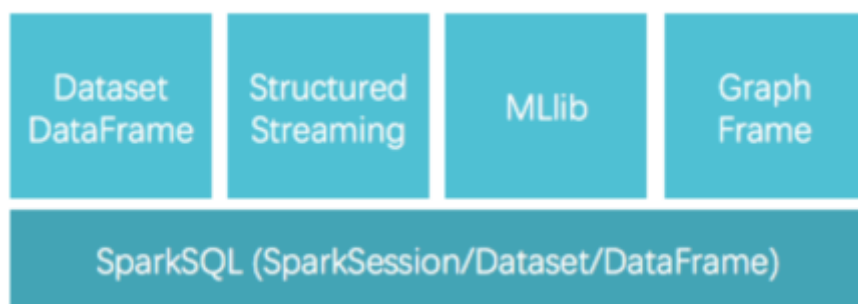 Dataset
DataFrame
Structured
Streaming
MLlib
Graph
Frame
SparkSQL (SparkSession/Dataset/DataFrame)